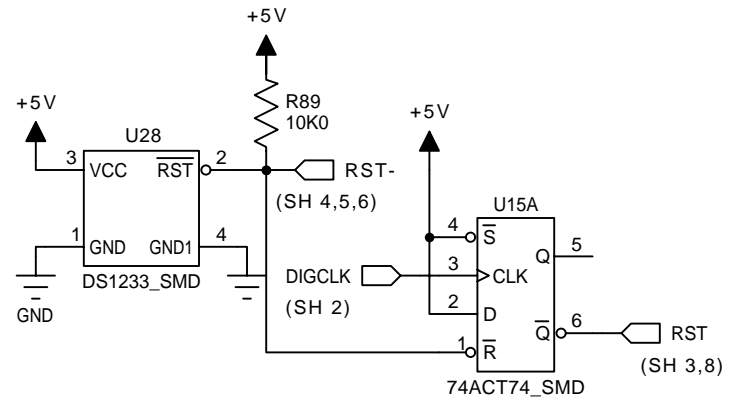 +5V
R89
10K0
+5V
U28
3
VCC
RST
2
RST-
(SH 4,5,6)
1
GND
GND1
4
DS1233_SMD
GND
+5V
U15A
4
S
Q
5
DIGCLK
(SH 2)
3
CLK
2
D
Q
6
RST
(SH 3,8)
1
R
74ACT74_SMD